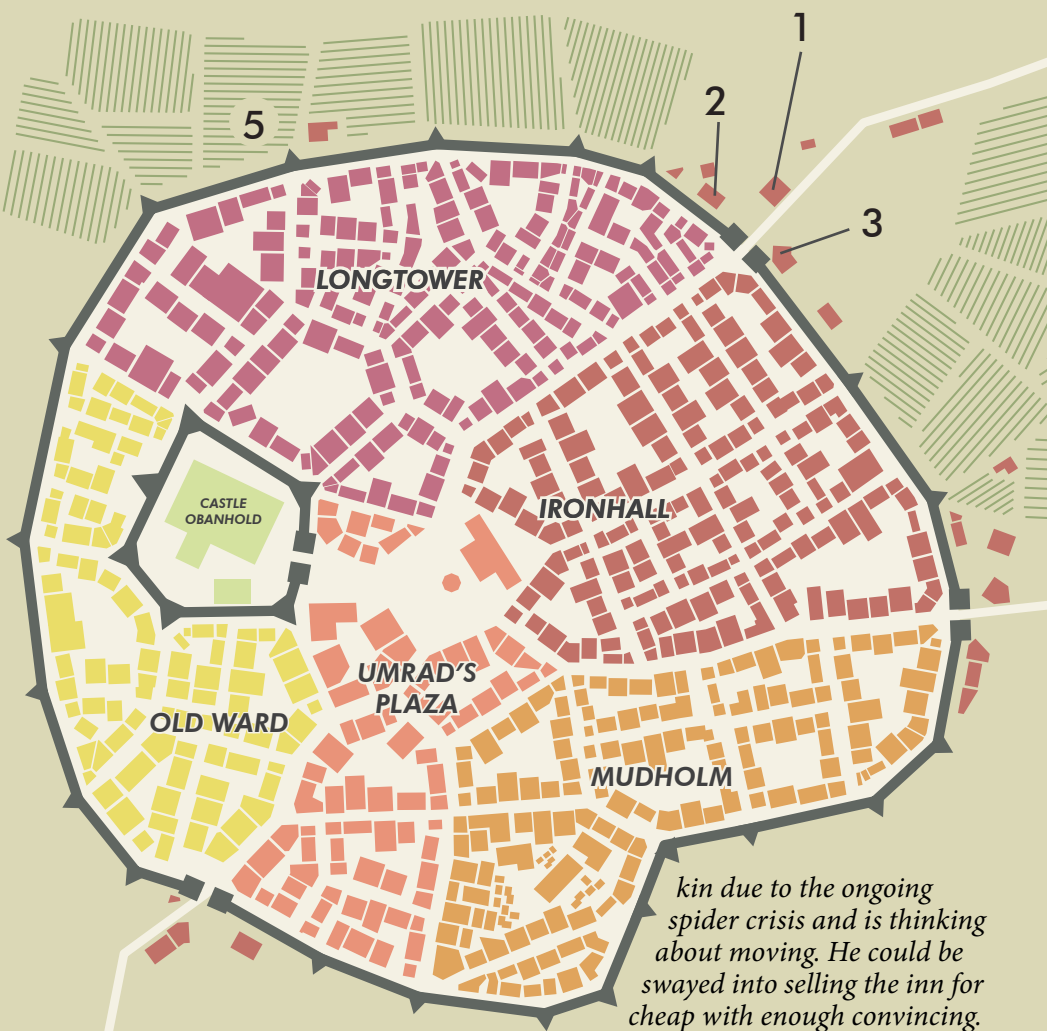 1
2
5
3
LONGTOWER
CASTLE
OBANHOLD
IRONHALL
UMRAD'S
PLAZA
OLD WARD
MUDHOLM
kin due to the ongoing
spider crisis and is thinking
about moving. He could be
swayed into selling the inn for
cheap with enough convincing.